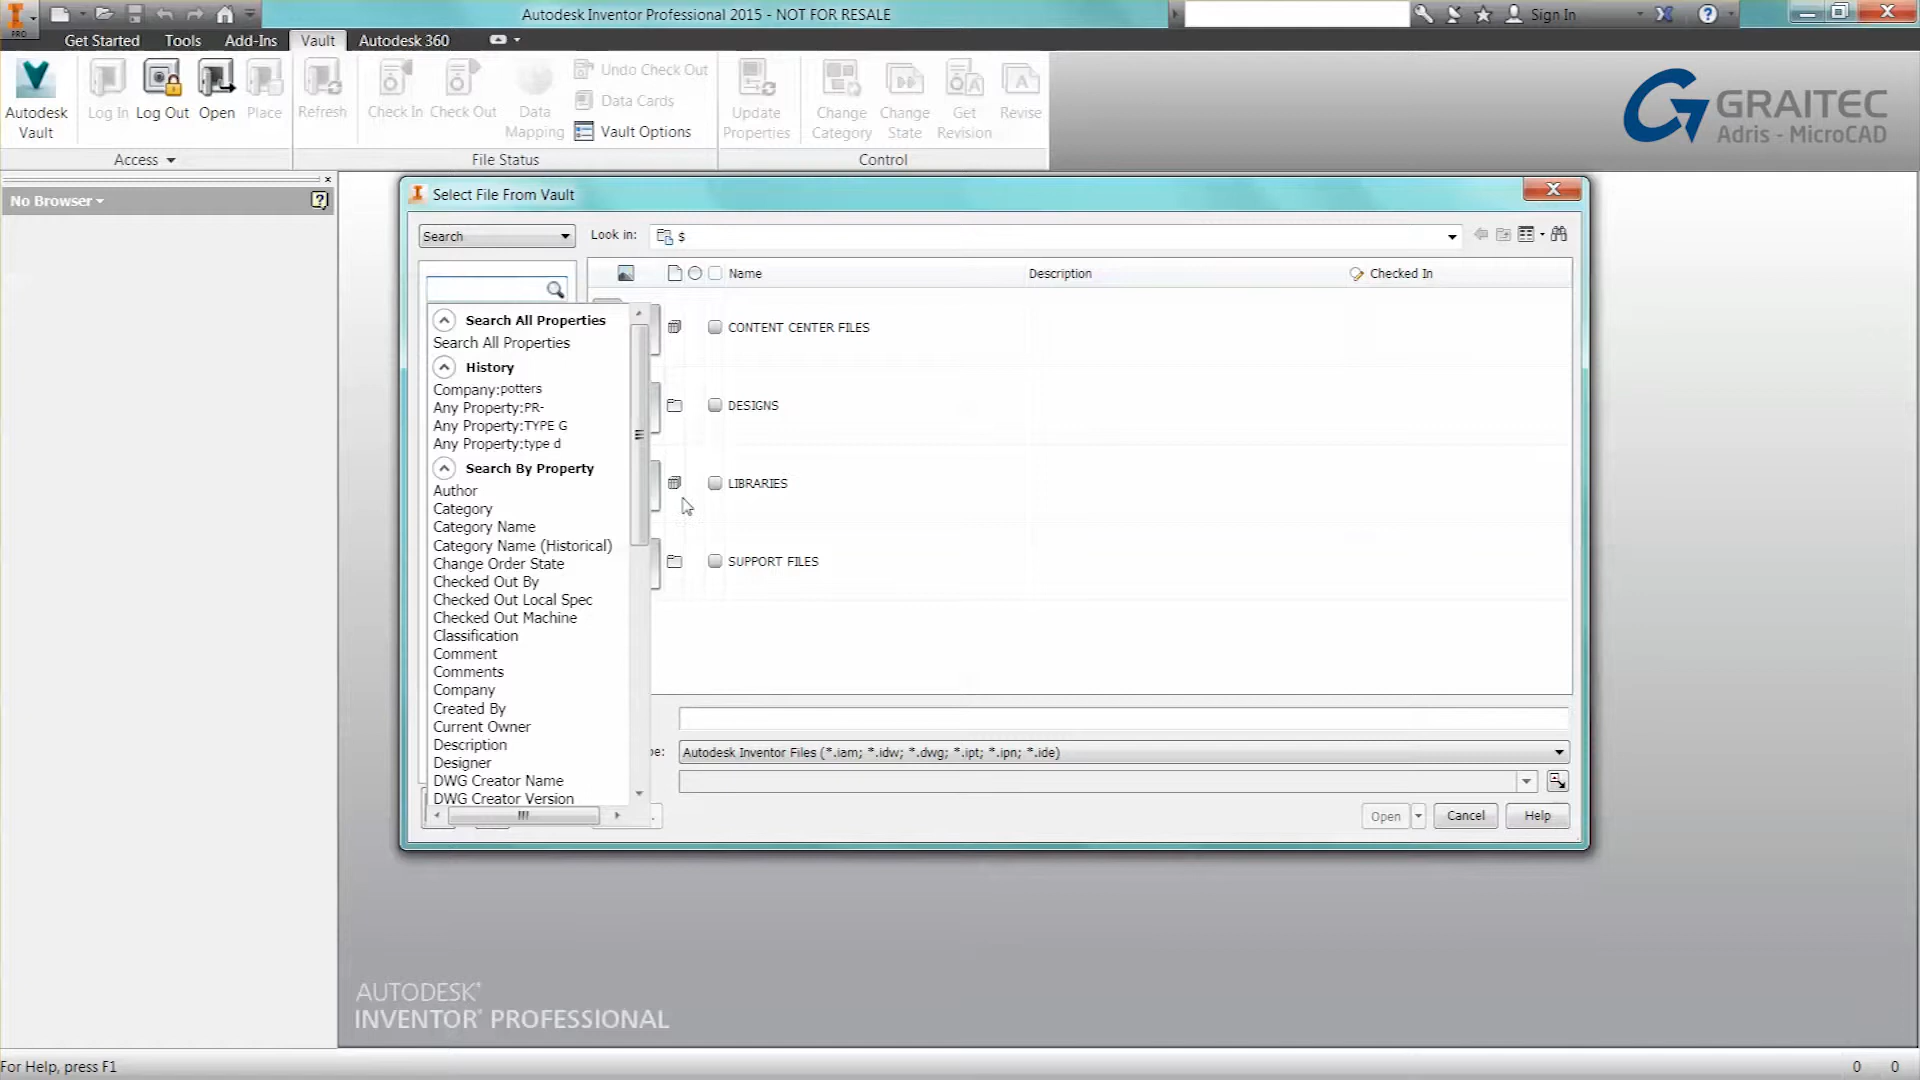 Autodesk Inventor Professional 2015 - NOT FOR RESALE
Sign In
PRO
Get Started Tools Add-Ins Vault Autodesk 360
Autodesk Vault
Log In
Log Out
Open
Place
Refresh
Check In
Check Out
Data Mapping
Undo Check Out
Data Cards
Vault Options
Update Properties
Change Category
Change State
Get Revision
Revise
Access
File Status
Control
GRAITEC
Adris - MicroCAD
No Browser
Select File From Vault
Search
Look in: $
Name Description Checked In
Search All Properties
Search All Properties
History
Company:potters
Any Property:PR-
Any Property:TYPE G
Any Property:type d
Search By Property
Author
Category
Category Name
Category Name (Historical)
Change Order State
Checked Out By
Checked Out Local Spec
Checked Out Machine
Classification
Comment
Comments
Company
Created By
Current Owner
Description
Designer
DWG Creator Name
DWG Creator Version
CONTENT CENTER FILES
DESIGNS
LIBRARIES
SUPPORT FILES
pe: Autodesk Inventor Files (*.iam; *.idw; *.dwg; *.ipt; *.ipn; *.ide)
Open Cancel Help
AUTODESK®
INVENTOR® PROFESSIONAL
For Help, press F1
0 0